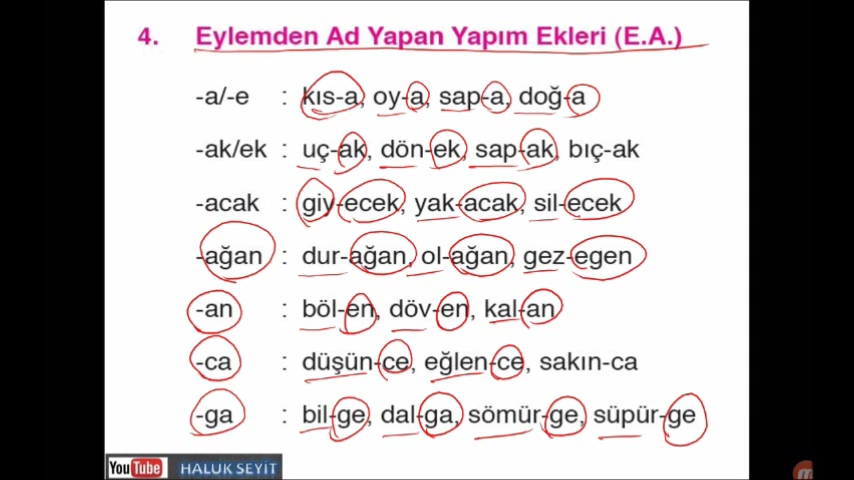 4. Eylemden Ad Yapan Yapım Ekleri (E.A.)
-a/-e : kıs-a, oy-a, sap-a, doğ-a
-ak/ek : uç-ak, dön-ek, sap-ak, bıç-ak
-acak : giy-ecek, yak-acak, sil-ecek
-ağan : dur-ağan, ol-ağan, gez-egen
-an : böl-en, döv-en, kal-an
-ca : düşün-ce, eğlen-ce, sakın-ca
-ga : bil-ge, dal-ga, sömür-ge, süpür-ge
YouTube HALUK SEYİT